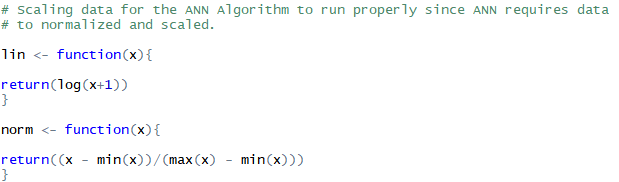 # Scaling data for the ANN Algorithm to run properly since ANN requires data
# to normalized and scaled.
lin <- function(x){
return(log(x+1))
}
norm <- function(x){
return((x - min(x))/(max(x) - min(x)))
}